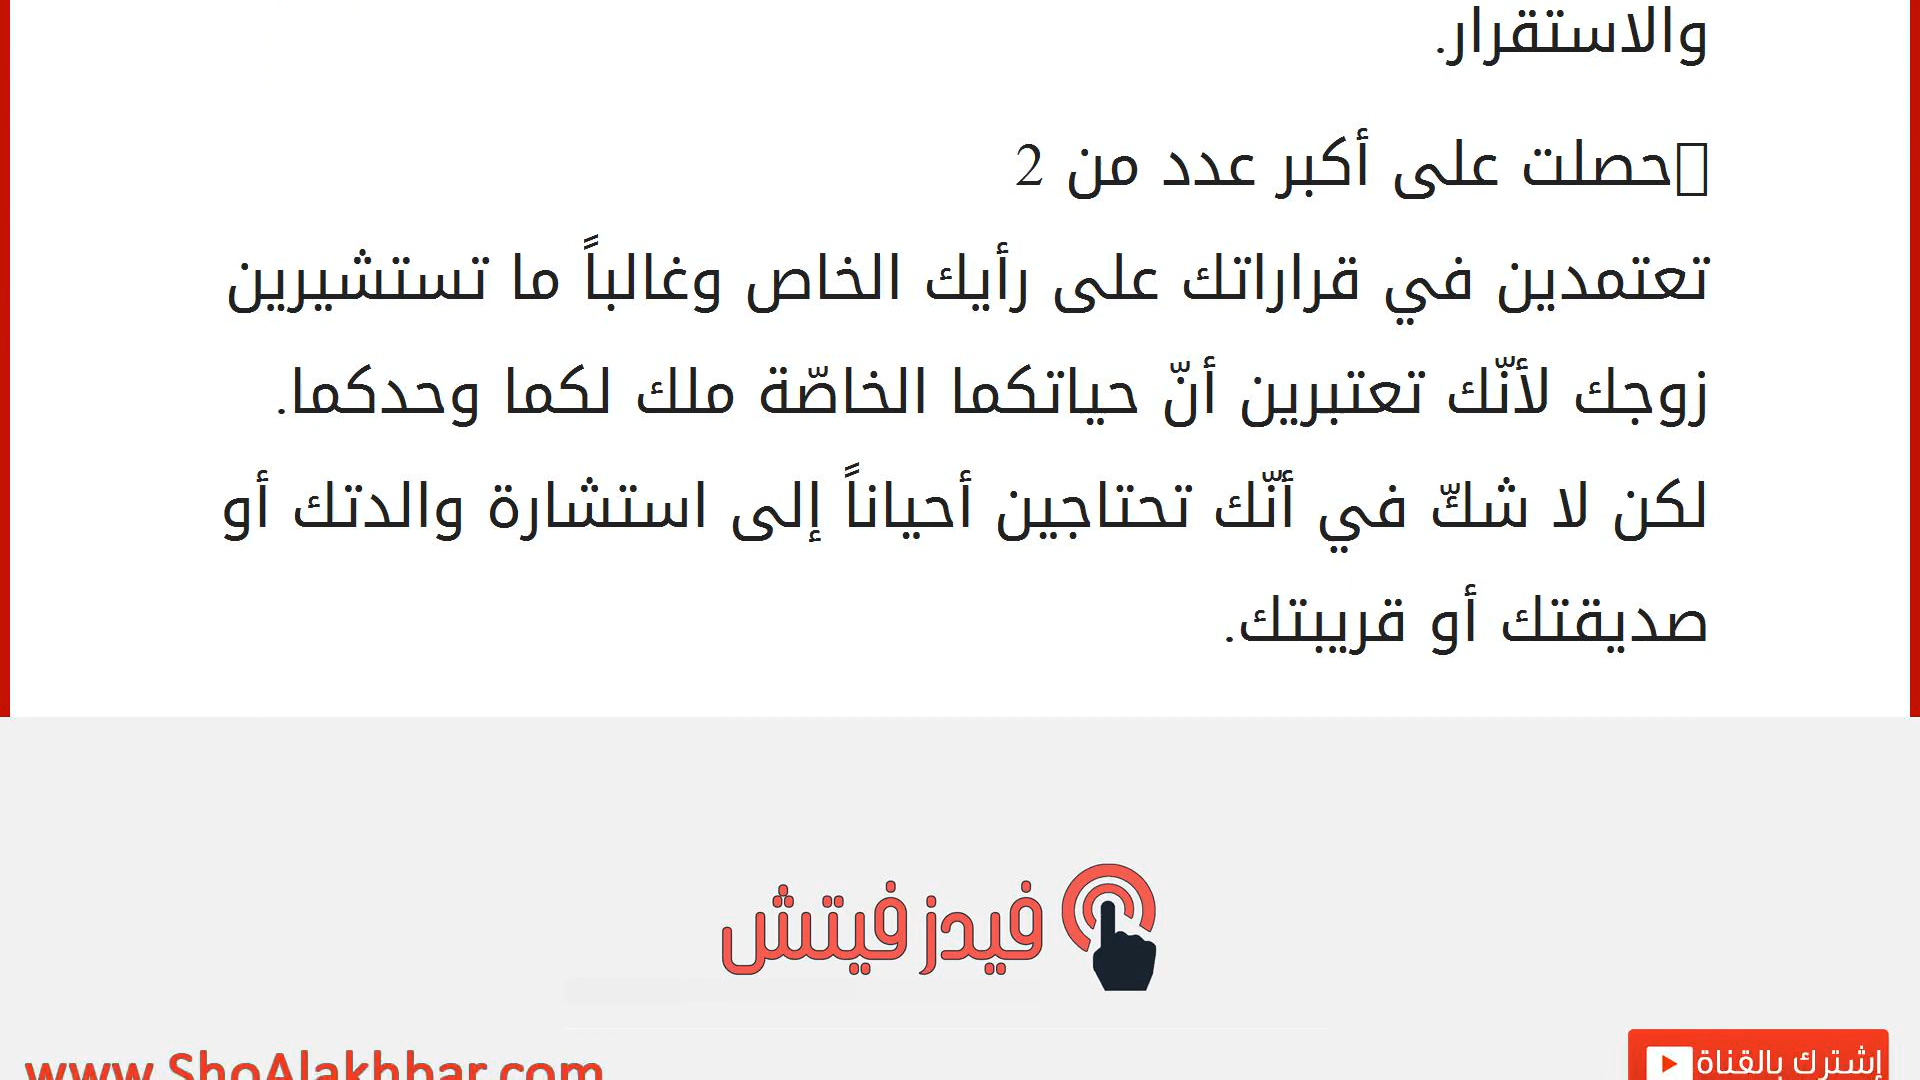 والاستقرار.
حصلت على أكبر عدد من 2
تعتمدين في قراراتك على رأيك الخاص وغالباً ما تستشيرين
زوجك لأنّك تعتبرين أنّ حياتكما الخاصّة ملك لكما وحدكما.
لكن لا شكّ في أنّك تحتاجين أحياناً إلى استشارة والدتك أو
صديقتك أو قريبتك.
فيدز فيتش
www.ShoAlakhbar.com
إشترك بالقناة